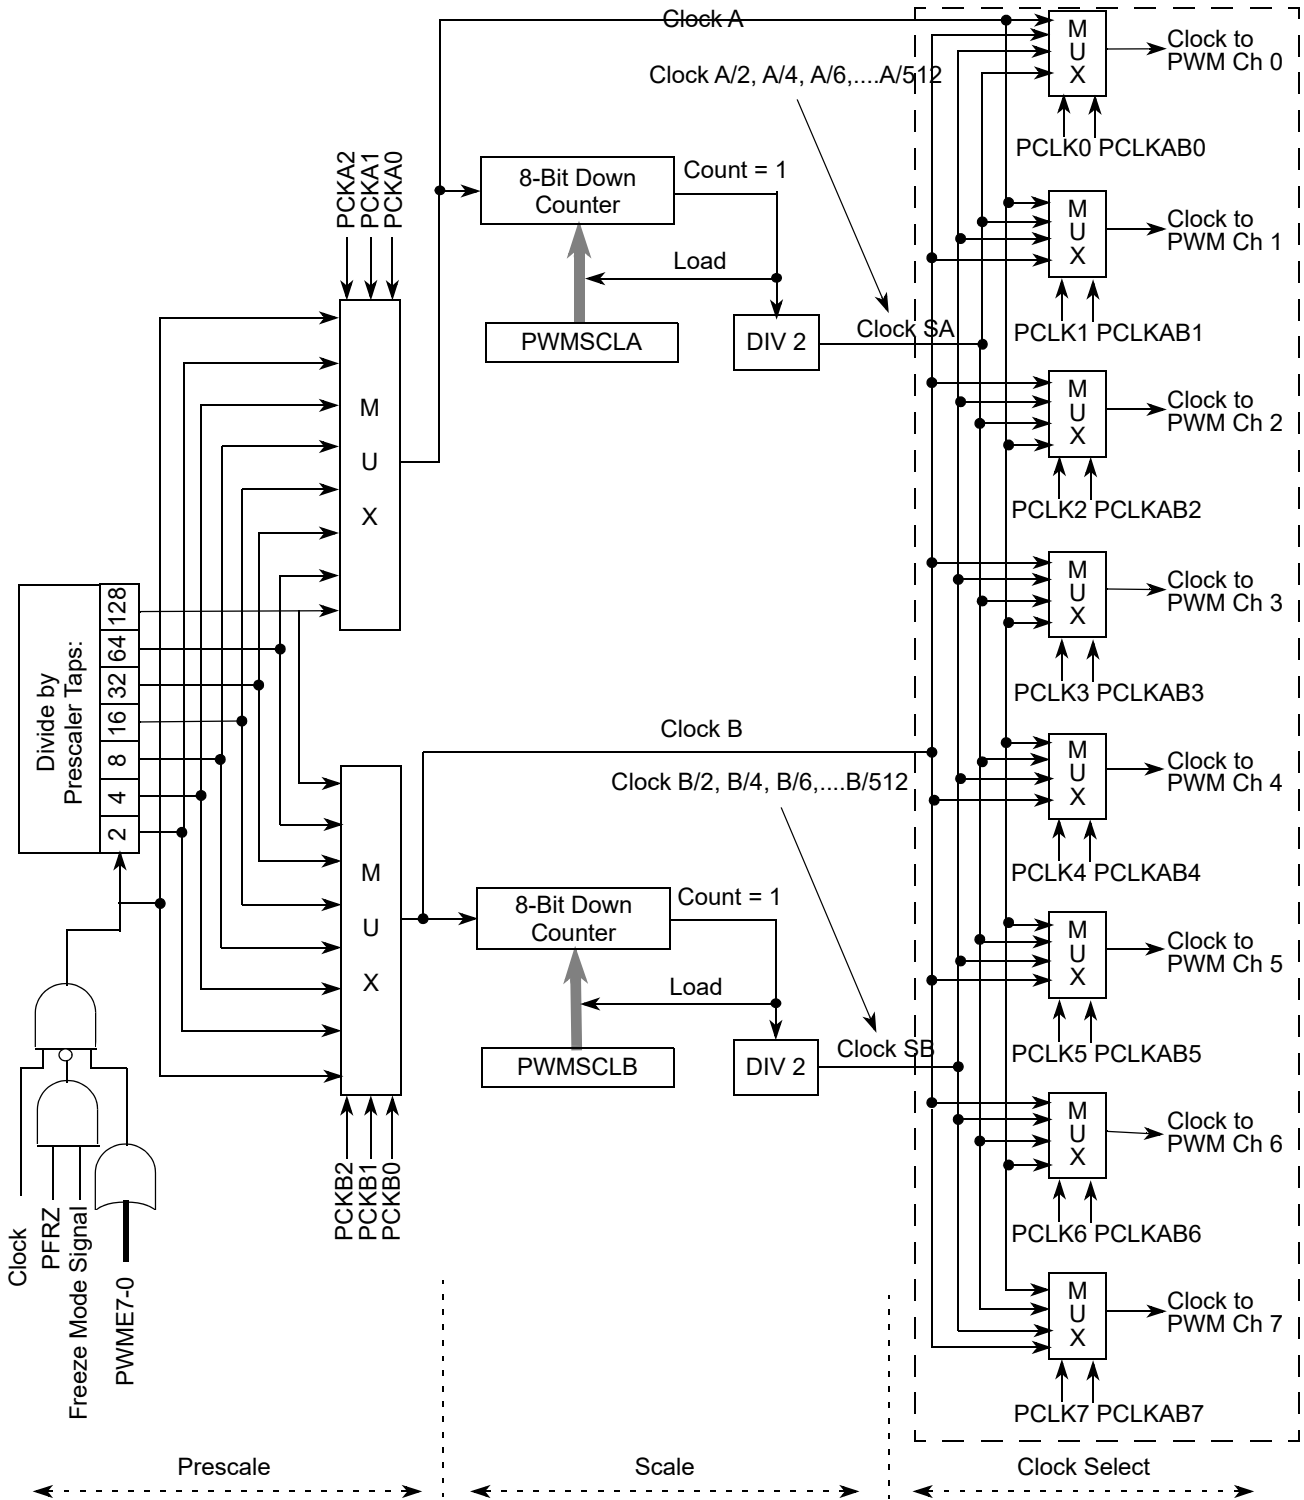 Clock A
Clock A/2, A/4, A/6,....A/512
M
U
X
Clock to
PWM Ch 0
PCLK0 PCLKAB0
PCKA2
PCKA1
PCKA0
8-Bit Down
Counter
Count = 1
Load
PWMSCLA
DIV 2
Clock SA
M
U
X
Clock to
PWM Ch 1
PCLK1 PCLKAB1
M
U
X
M
U
X
Clock to
PWM Ch 2
PCLK2 PCLKAB2
M
U
X
Clock to
PWM Ch 3
PCLK3 PCLKAB3
Divide by
Prescaler Taps:
128
64
32
16
8
4
2
Clock B
Clock B/2, B/4, B/6,....B/512
M
U
X
Clock to
PWM Ch 4
PCLK4 PCLKAB4
M
U
X
8-Bit Down
Counter
Count = 1
Load
PWMSCLB
DIV 2
Clock SB
M
U
X
Clock to
PWM Ch 5
PCLK5 PCLKAB5
PCKB2
PCKB1
PCKB0
M
U
X
Clock to
PWM Ch 6
PCLK6 PCLKAB6
Clock
PFRZ
Freeze Mode Signal
PWME7-0
M
U
X
Clock to
PWM Ch 7
PCLK7 PCLKAB7
Prescale
Scale
Clock Select